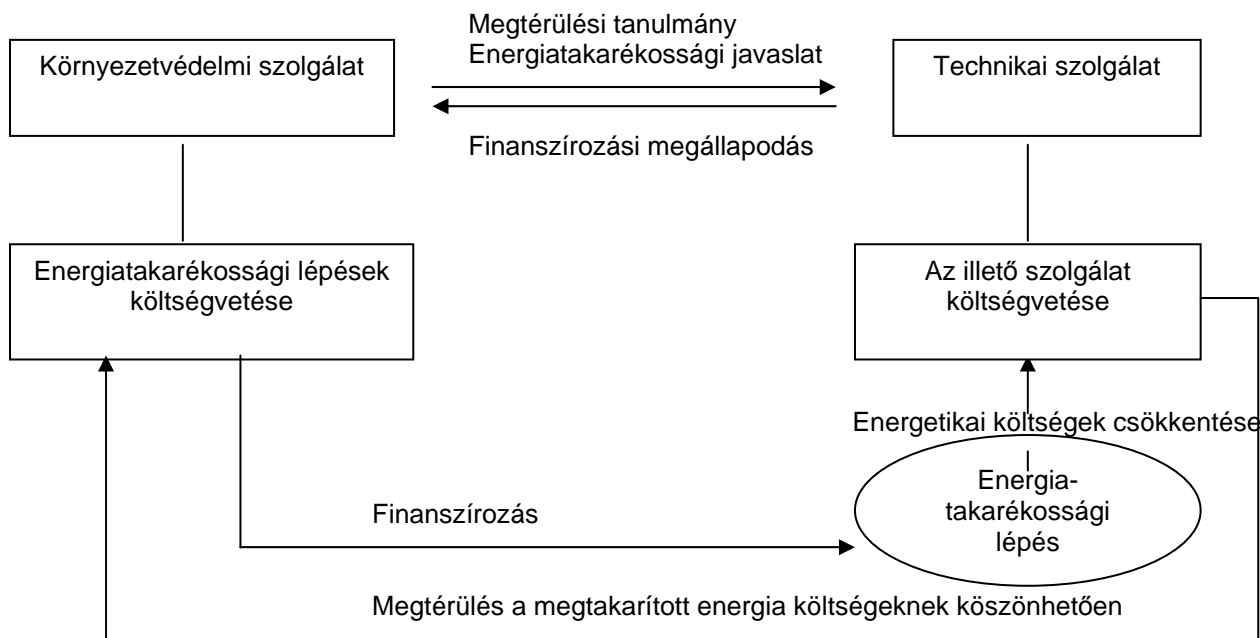 Megtérülési tanulmány
Energiatakarékossági javaslat
Környezetvédelmi szolgálat
Technikai szolgálat
Finanszírozási megállapodás
Energiatakarékossági lépések
költségvetése
Az illető szolgálat
költségvetése
Energetikai költségek csökkentése
Energia-
takarékossági
lépés
Finanszírozás
Megtérülés a megtakarított energia költségeknek köszönhetően